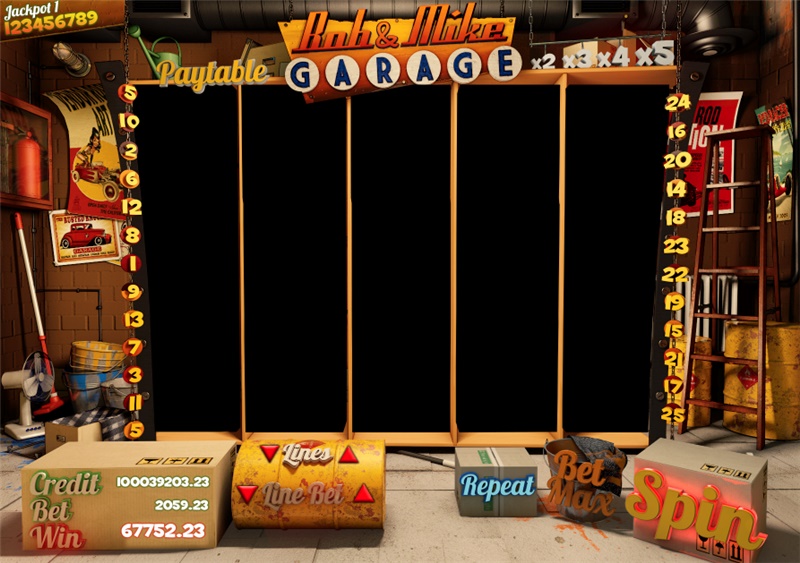 Jackpot 1
123456789
Bob & Mike
GARAGE
Paytable
x2 x3 x4 x5
5
10
2
6
12
8
1
9
13
7
3
11
5
24
16
20
14
18
23
22
19
15
21
17
25
GARAGE
Credit 100039203.23
Bet 2059.23
Win 67752.23
Lines
Line Bet
Repeat
Bet
Max
Spin